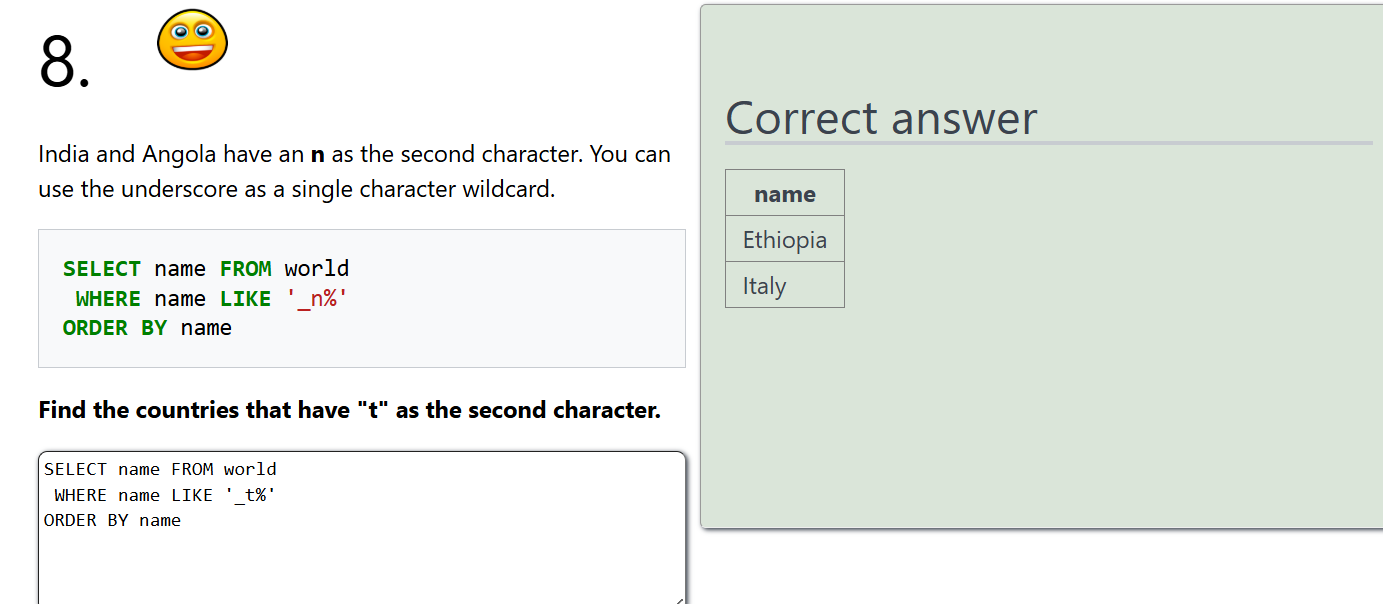 8.
India and Angola have an n as the second character. You can
use the underscore as a single character wildcard.
SELECT name FROM world
 WHERE name LIKE '_n%'
ORDER BY name
Find the countries that have "t" as the second character.
SELECT name FROM world
 WHERE name LIKE '_t%'
ORDER BY name
Correct answer
name
Ethiopia
Italy